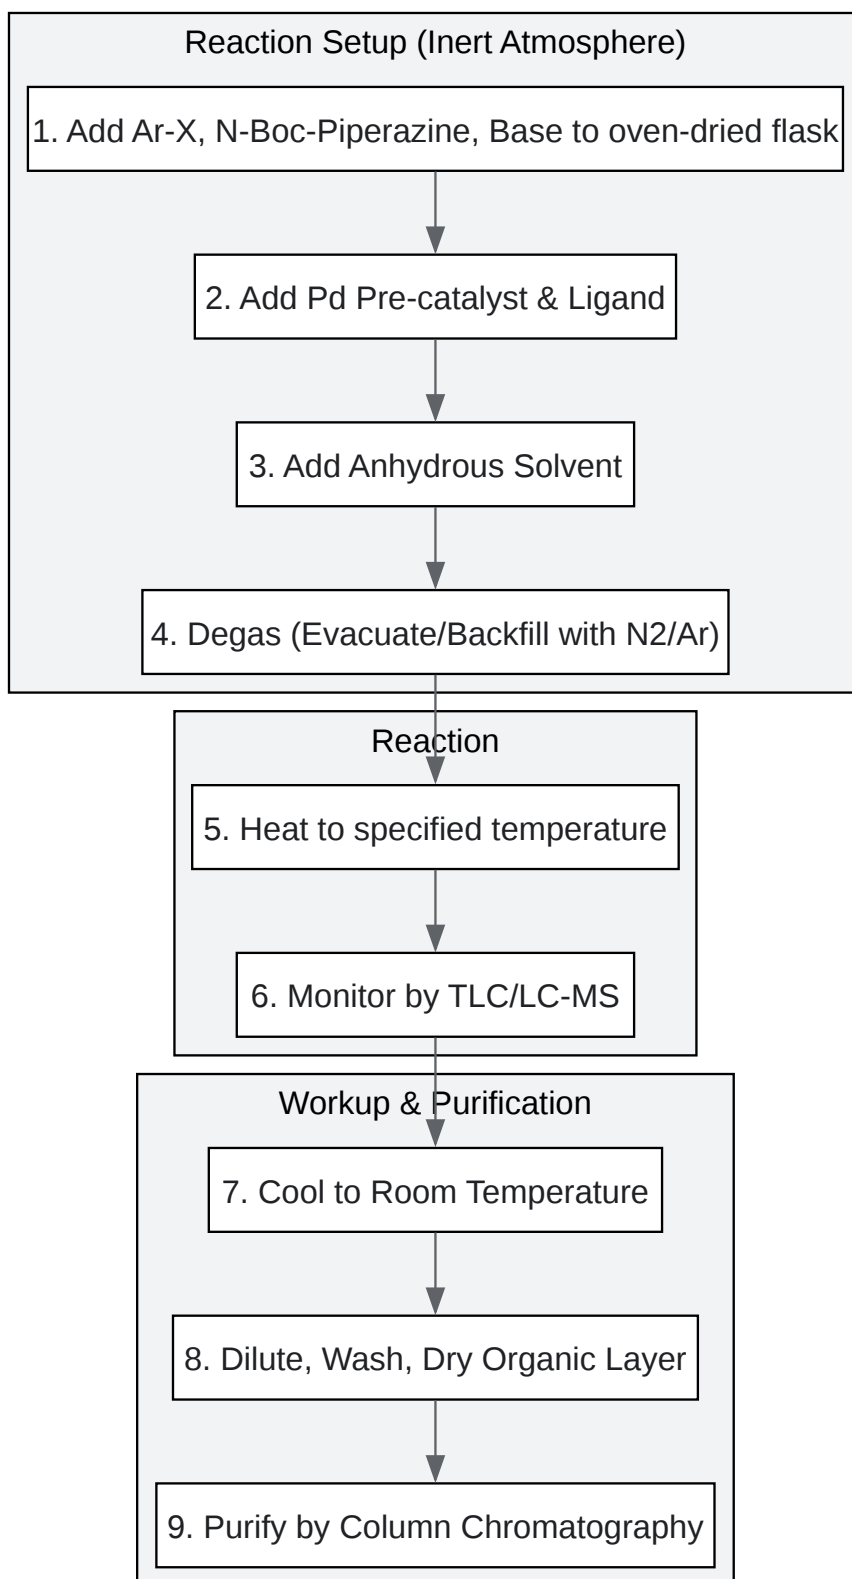 Reaction Setup (Inert Atmosphere)
1. Add Ar-X, N-Boc-Piperazine, Base to oven-dried flask
2. Add Pd Pre-catalyst & Ligand
3. Add Anhydrous Solvent
4. Degas (Evacuate/Backfill with N2/Ar)
Reaction
5. Heat to specified temperature
6. Monitor by TLC/LC-MS
Workup & Purification
7. Cool to Room Temperature
8. Dilute, Wash, Dry Organic Layer
9. Purify by Column Chromatography